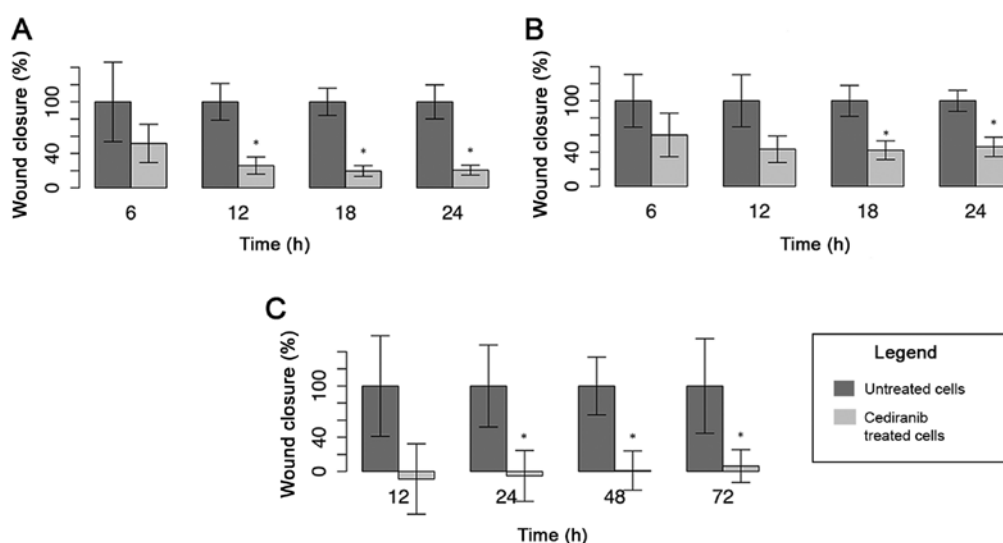 A
Wound closure (%)
0 40 100
*
*
*
6 12 18 24
Time (h)
B
Wound closure (%)
0 40 100
*
*
6 12 18 24
Time (h)
C
Wound closure (%)
0 40 100
*
*
*
12 24 48 72
Time (h)
Legend
Untreated cells
Cediranib
treated cells